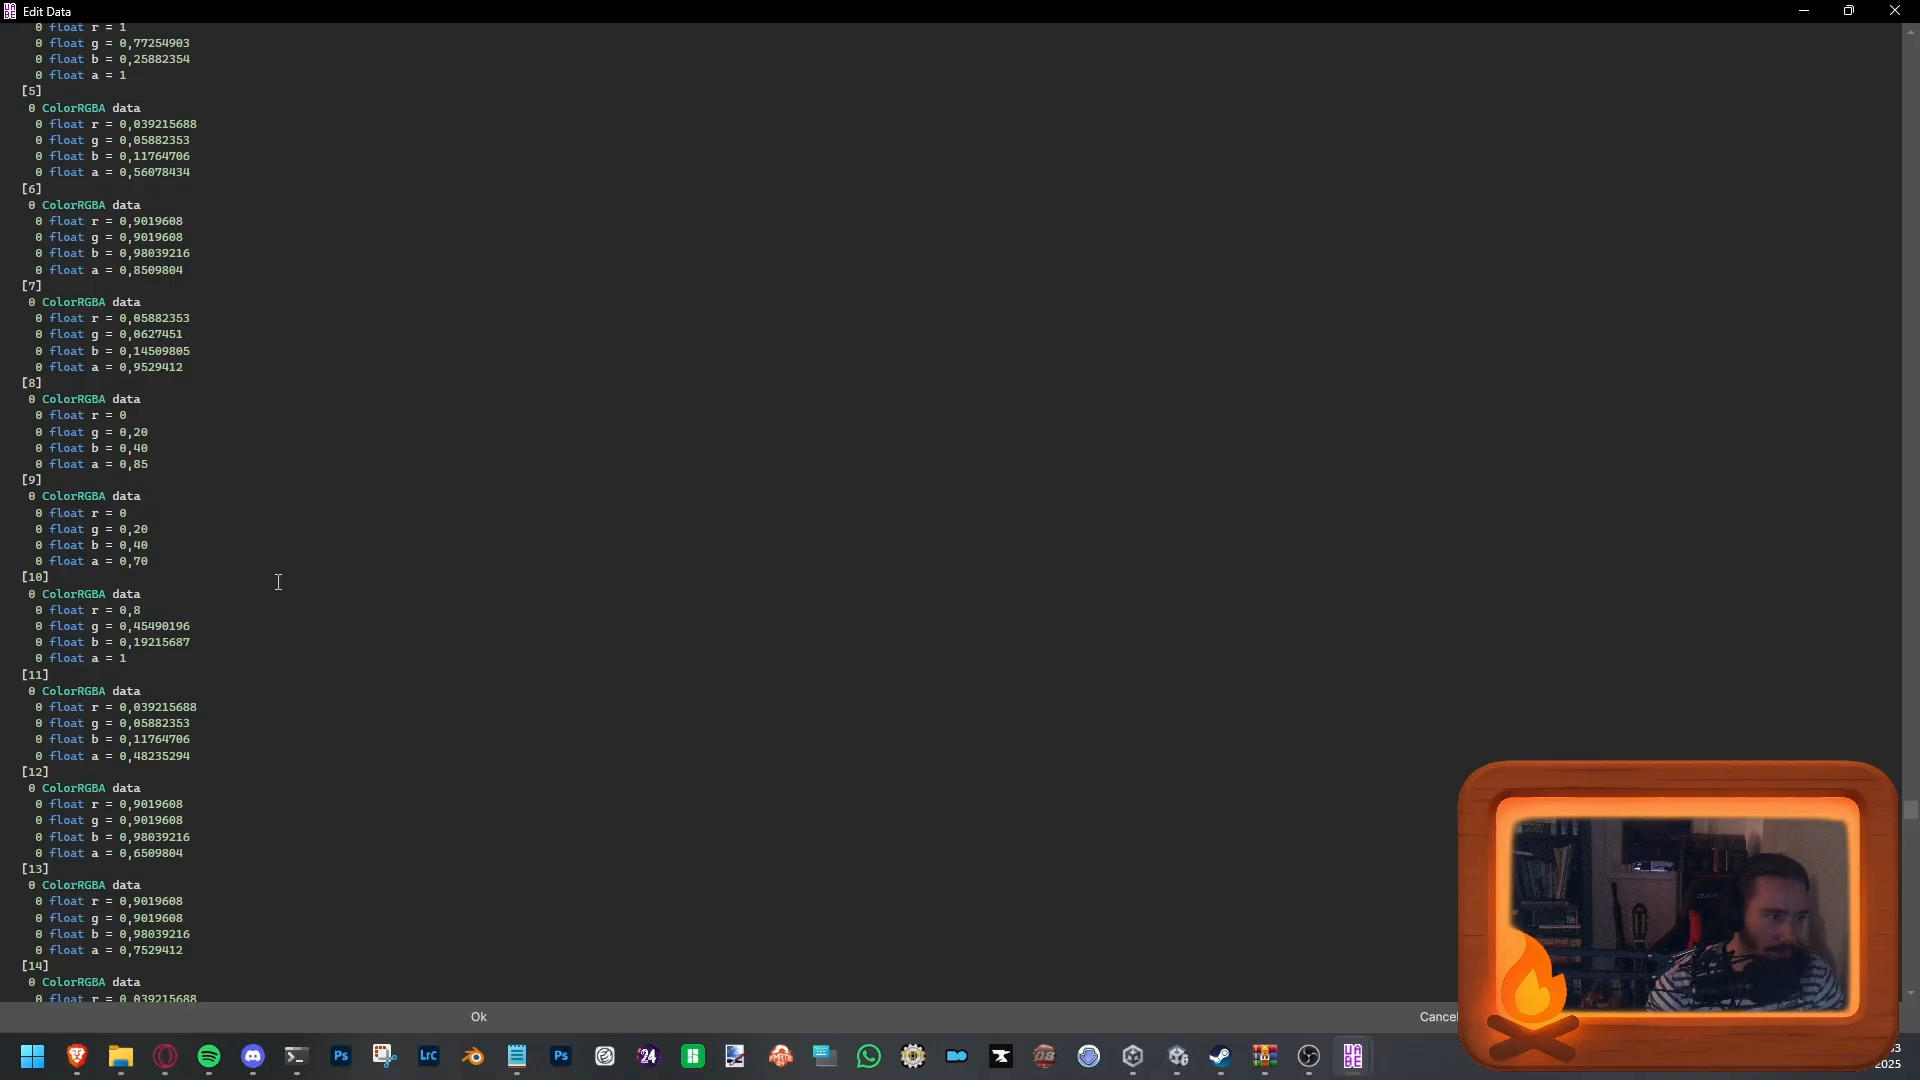 Edit Data
0 float r = 1
0 float g = 0,77254903
0 float b = 0,25882354
0 float a = 1
[5]
0 ColorRGBA data
0 float r = 0,039215688
0 float g = 0,05882353
0 float b = 0,11764706
0 float a = 0,56078434
[6]
0 ColorRGBA data
0 float r = 0,9019608
0 float g = 0,9019608
0 float b = 0,98039216
0 float a = 0,8509804
[7]
0 ColorRGBA data
0 float r = 0,05882353
0 float g = 0,0627451
0 float b = 0,14509805
0 float a = 0,9529412
[8]
0 ColorRGBA data
0 float r = 0
0 float g = 0,20
0 float b = 0,40
0 float a = 0,85
[9]
0 ColorRGBA data
0 float r = 0
0 float g = 0,20
0 float b = 0,40
0 float a = 0,70
[10]
0 ColorRGBA data
0 float r = 0,8
0 float g = 0,45490196
0 float b = 0,19215687
0 float a = 1
[11]
0 ColorRGBA data
0 float r = 0,039215688
0 float g = 0,05882353
0 float b = 0,11764706
0 float a = 0,48235294
[12]
0 ColorRGBA data
0 float r = 0,9019608
0 float g = 0,9019608
0 float b = 0,98039216
0 float a = 0,6509804
[13]
0 ColorRGBA data
0 float r = 0,9019608
0 float g = 0,9019608
0 float b = 0,98039216
0 float a = 0,7529412
[14]
0 ColorRGBA data
0 float r = 0,039215688
Ok
Cancel
Ps
LrC
Ps
24
UA
BE